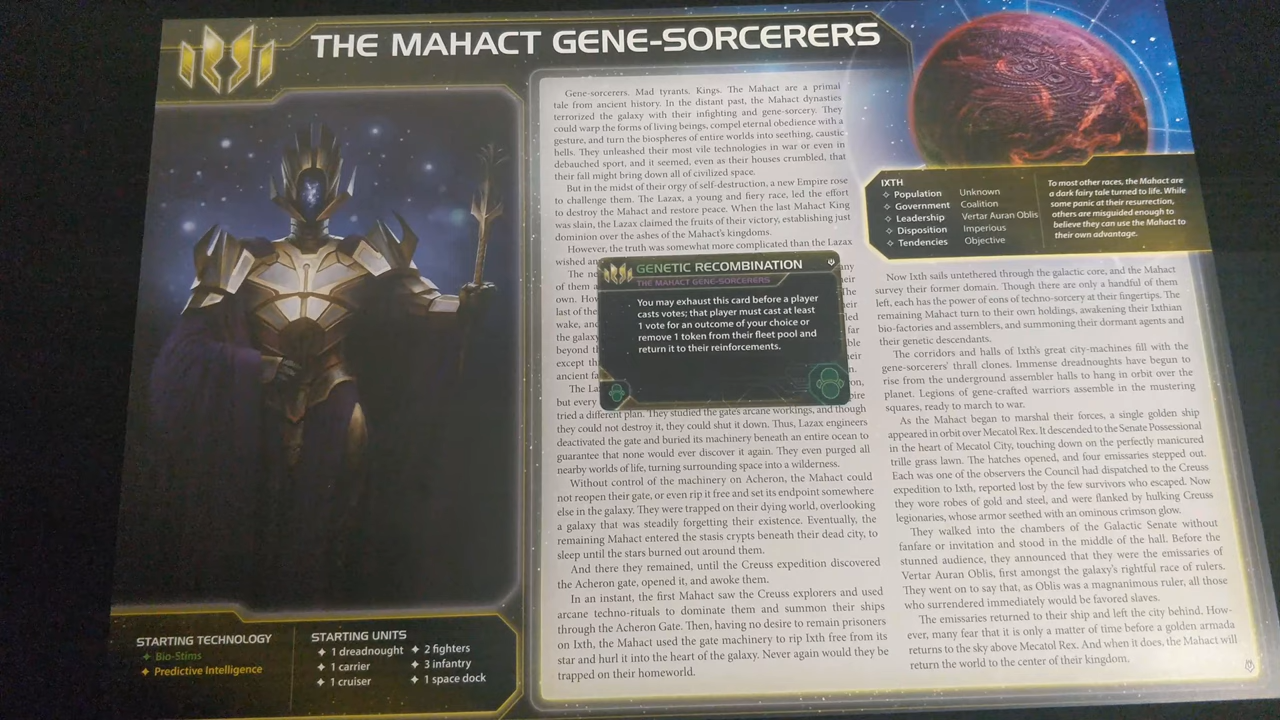 THE MAHACT GENE-SORCERERS
Gene-sorcerers. Mad tyrants. Kings. The Mahact are a primal
tale from ancient history. In the distant past, the Mahact dynasties
terrorized the galaxy with their infighting and gene-sorcery. They
could warp the forms of living beings, compel eternal obedience with a
gesture, and turn the biospheres of entire worlds into seething, caustic
hells. They unleashed their most vile technologies in war or even in
debauched sport, and it seemed, even as their houses crumbled, that
their fall might bring down all of civilized space.
But in the midst of their orgy of self-destruction, a new Empire rose
to challenge them. The Lazax, a young and fiery race, led the effort
to destroy the Mahact and restore peace. When the last Mahact King
was slain, the Lazax claimed the fruits of their victory, establishing just
dominion over the ashes of the Mahact's kingdoms.
However, the truth was somewhat more complicated than the Lazax
wished an
The ne
of them a
own. How
last of the
wake, an
the galaxy
beyond th
except th
ancient fa
The La
but every
any
eir
The
eir
led
far
ble
eir
n.
on,
ire
GENETIC RECOMBINATION
THE MAHACT GENE-SORCERERS
You may exhaust this card before a player
casts votes; that player must cast at least
1 vote for an outcome of your choice or
remove 1 token from their fleet pool and
return it to their reinforcements.
tried a different plan. They studied the gates arcane workings, and though
they could not destroy it, they could shut it down. Thus, Lazax engineers
deactivated the gate and buried its machinery beneath an entire ocean to
guarantee that none would ever discover it again. They even purged all
nearby worlds of life, turning surrounding space into a wilderness.
Without control of the machinery on Acheron, the Mahact could
not reopen their gate, or even rip it free and set its endpoint somewhere
else in the galaxy. They were trapped on their dying world, overlooking
a galaxy that was steadily forgetting their existence. Eventually, the
remaining Mahact entered the stasis crypts beneath their dead city, to
sleep until the stars burned out around them.
And there they remained, until the Creuss expedition discovered
the Acheron gate, opened it, and awoke them.
In an instant, the first Mahact saw the Creuss explorers and used
arcane techno-rituals to dominate them and summon their ships
through the Acheron Gate. Then, having no desire to remain prisoners
on Ixth, the Mahact used the gate machinery to rip Ixth free from its
star and hurl it into the heart of the galaxy. Never again would they be
trapped on their homeworld.
IXTH
Population Unknown
Government Coalition
Leadership Vertar Auran Oblis
Disposition Imperious
Tendencies Objective
To most other races, the Mahact are
a dark fairy tale turned to life. While
some panic at their resurrection,
others are misguided enough to
believe they can use the Mahact to
their own advantage.
Now Ixth sails untethered through the galactic core, and the Mahact
survey their former domain. Though there are only a handful of them
left, each has the power of eons of techno-sorcery at their fingertips. The
remaining Mahact turn to their own holdings, awakening their Ixthian
bio-factories and assemblers, and summoning their dormant agents and
their genetic descendants.
The corridors and halls of Ixth's great city-machines fill with the
gene-sorcerers' thrall clones. Immense dreadnoughts have begun to
rise from the underground assembler halls to hang in orbit over the
planet. Legions of gene-crafted warriors assemble in the mustering
squares, ready to march to war.
As the Mahact began to marshal their forces, a single golden ship
appeared in orbit over Mecatol Rex. It descended to the Senate Possessional
in the heart of Mecatol City, touching down on the perfectly manicured
trille grass lawn. The hatches opened, and four emissaries stepped out.
Each was one of the observers the Council had dispatched to the Creuss
expedition to Ixth, reported lost by the few survivors who escaped. Now
they wore robes of gold and steel, and were flanked by hulking Creuss
legionaries, whose armor seethed with an ominous crimson glow.
They walked into the chambers of the Galactic Senate without
fanfare or invitation and stood in the middle of the hall. Before the
stunned audience, they announced that they were the emissaries of
Vertar Auran Oblis, first amongst the galaxy's rightful race of rulers.
They went on to say that, as Oblis was a magnanimous ruler, all those
who surrendered immediately would be favored slaves.
The emissaries returned to their ship and left the city behind. How-
ever, many fear that it is only a matter of time before a golden armada
returns to the sky above Mecatol Rex. And when it does, the Mahact will
return the world to the center of their kingdom.
STARTING TECHNOLOGY
Bio-Stims
Predictive Intelligence
STARTING UNITS
1 dreadnought
1 carrier
1 cruiser
2 fighters
3 infantry
1 space dock